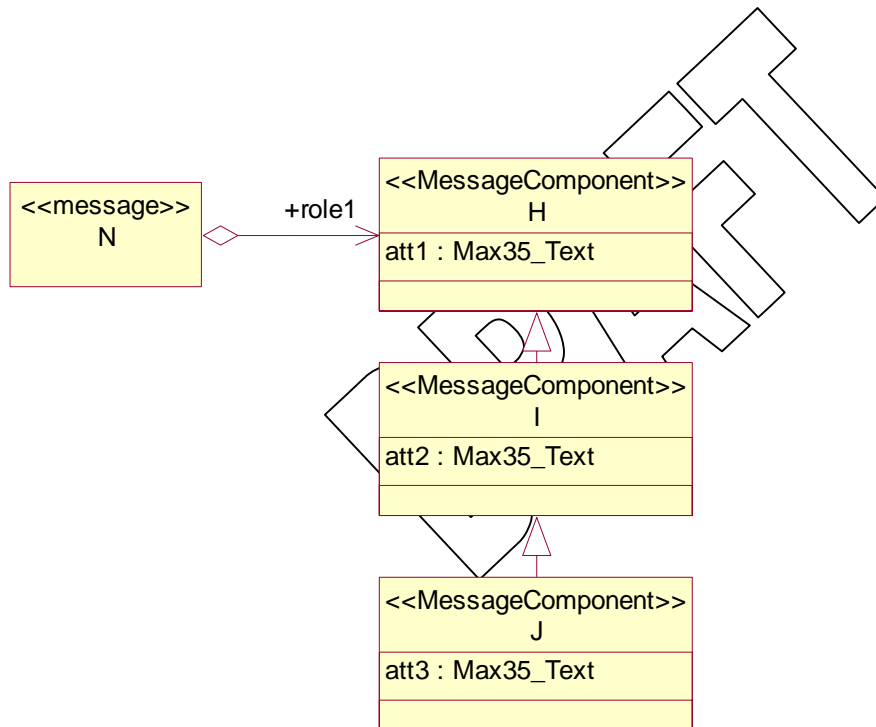 <<message>>
N
+role1
<<MessageComponent>>
H
att1 : Max35_Text
<<MessageComponent>>
I
att2 : Max35_Text
<<MessageComponent>>
J
att3 : Max35_Text
DRAFT